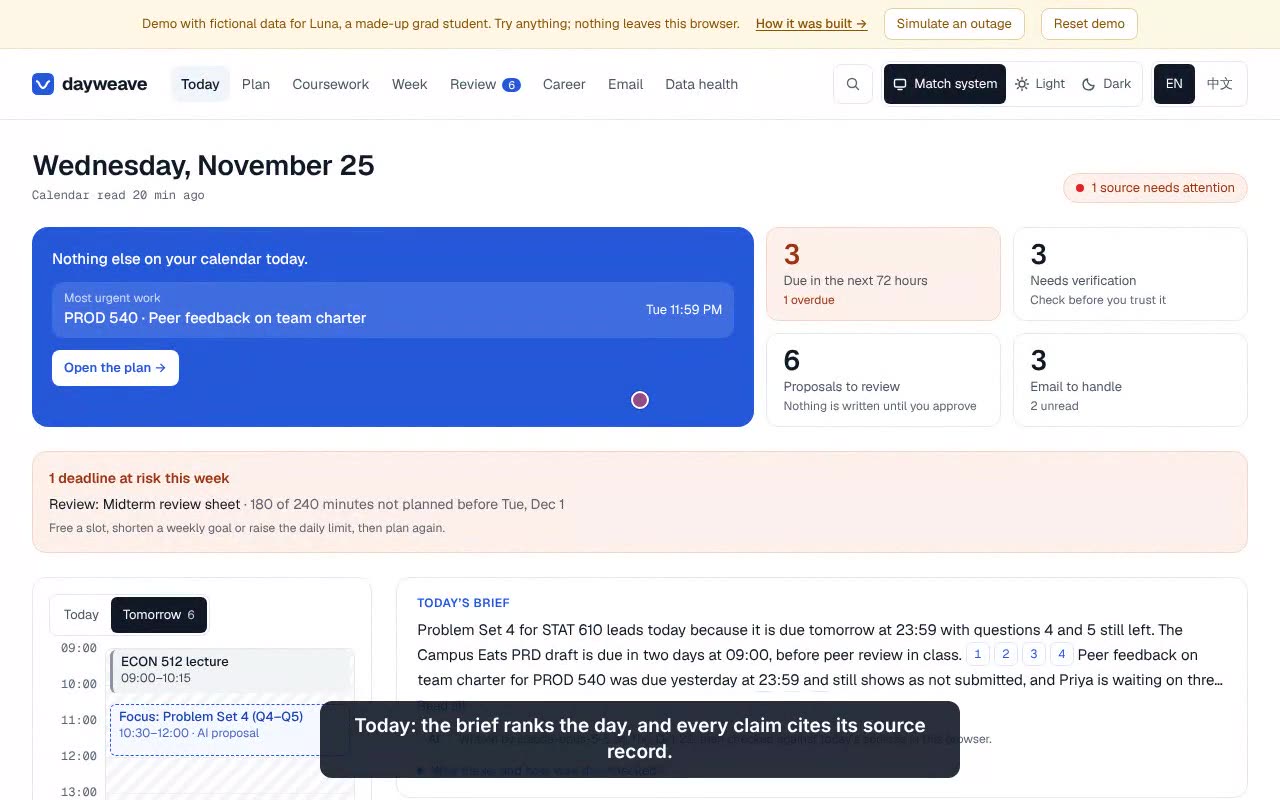 Demo with fictional data for Luna, a made-up grad student. Try anything; nothing leaves this browser. How it was built → Simulate an outage Reset demo
dayweave Today Plan Coursework Week Review 6 Career Email Data health Match system Light Dark EN 中文
Wednesday, November 25
Calendar read 20 min ago
1 source needs attention
Nothing else on your calendar today.
Most urgent work
PROD 540 · Peer feedback on team charter
Tue 11:59 PM
Open the plan →
3
Due in the next 72 hours
1 overdue
3
Needs verification
Check before you trust it
6
Proposals to review
Nothing is written until you approve
3
Email to handle
2 unread
1 deadline at risk this week
Review: Midterm review sheet · 180 of 240 minutes not planned before Tue, Dec 1
Free a slot, shorten a weekly goal or raise the daily limit, then plan again.
Today Tomorrow 6
09:00
ECON 512 lecture
09:00–10:15
10:00
11:00
Focus: Problem Set 4 (Q4–Q5)
10:30–12:00 · AI proposal
12:00
13:00
TODAY'S BRIEF
Problem Set 4 for STAT 610 leads today because it is due tomorrow at 23:59 with questions 4 and 5 still left. The
Campus Eats PRD draft is due in two days at 09:00, before peer review in class. 1 2 3 4 Peer feedback on
team charter for PROD 540 was due yesterday at 23:59 and still shows as not submitted, and Priya is waiting on thre…
Today: the brief ranks the day, and every claim cites its source
record.